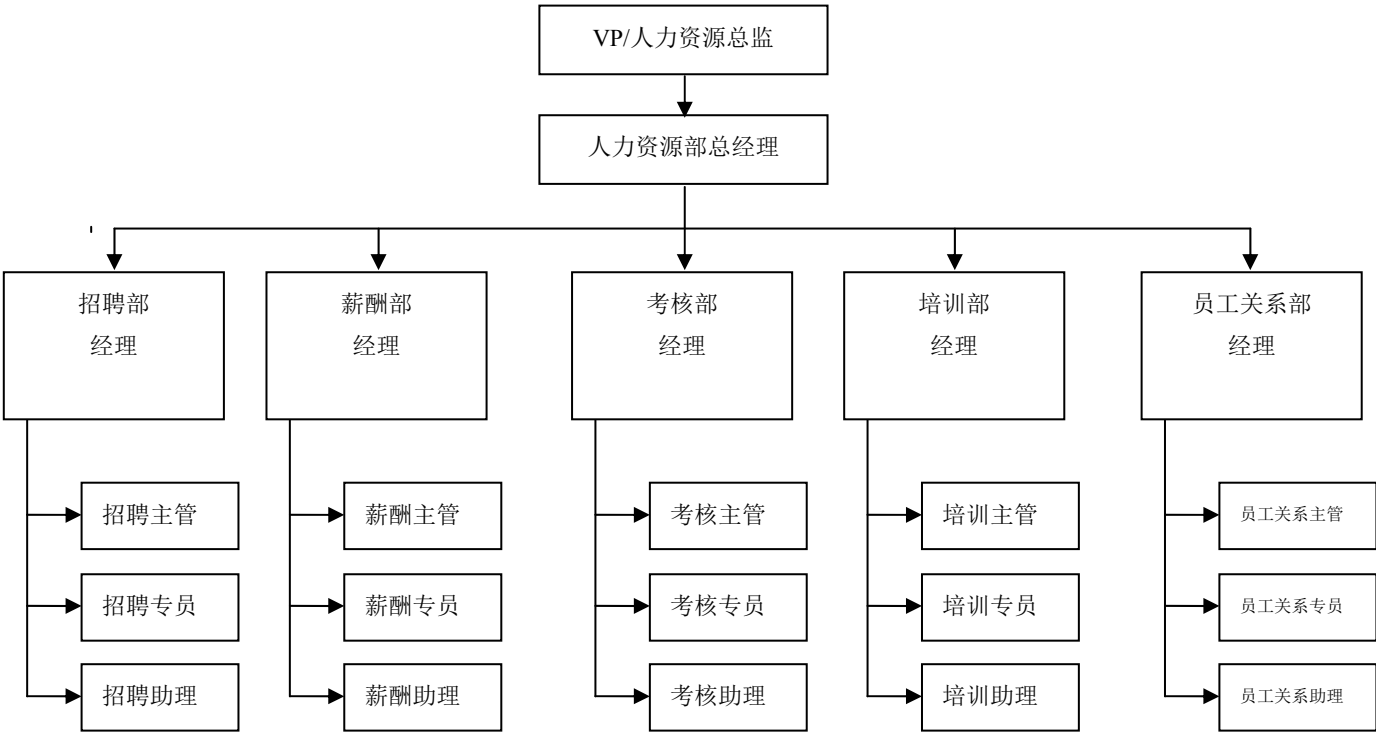 VP/人力资源总监
人力资源部总经理
招聘部
经理
薪酬部
经理
考核部
经理
培训部
经理
员工关系部
经理
招聘主管
薪酬主管
考核主管
培训主管
员工关系主管
招聘专员
薪酬专员
考核专员
培训专员
员工关系专员
招聘助理
薪酬助理
考核助理
培训助理
员工关系助理